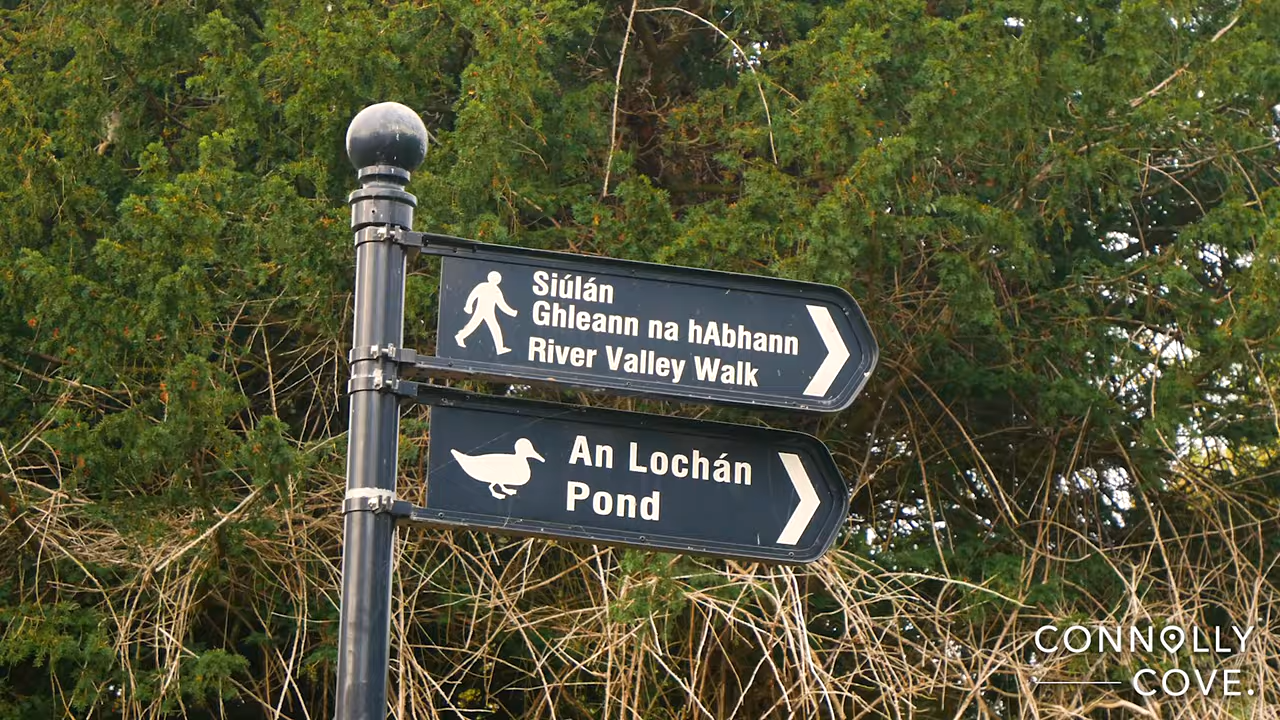 Siúlán
Ghleann na hAbhann
River Valley Walk
An Lochán
Pond
CONNOLLY
COVE.